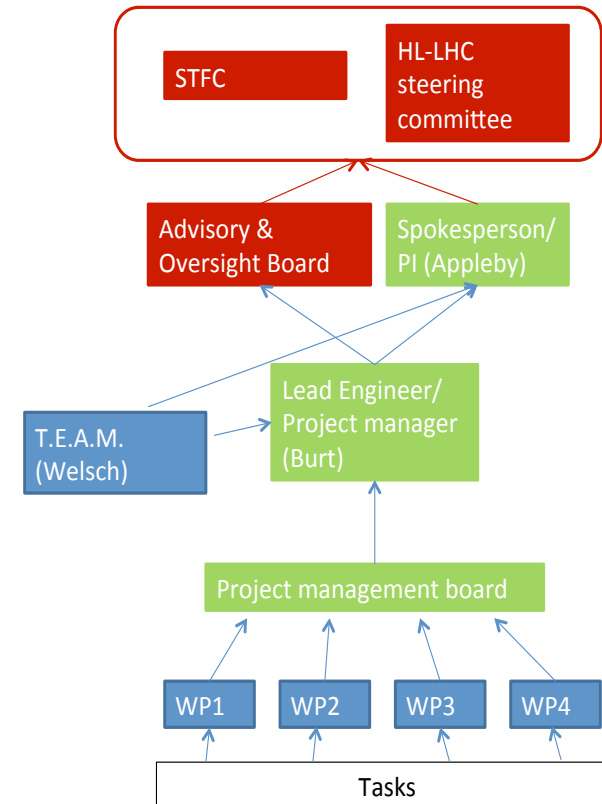 STFC
HL-LHC
steering
committee
Advisory &
Oversight Board
Spokesperson/
PI (Appleby)
Lead Engineer/
Project manager
(Burt)
T.E.A.M.
(Welsch)
Project management board
WP1
WP2
WP3
WP4
Tasks